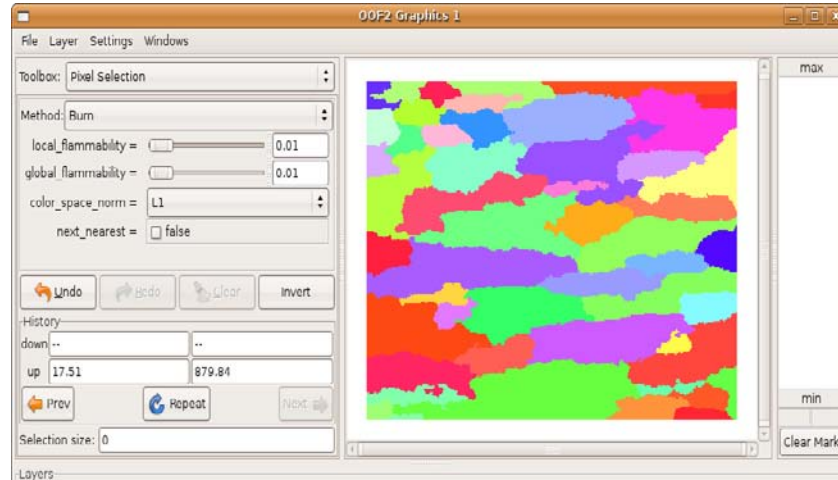 OOF2 Graphics 1
File Layer Settings Windows
Toolbox: Pixel Selection
max
Method: Burn
local_flammability = 0.01
global_flammability = 0.01
color_space_norm = L1
next_nearest = false
Undo Redo Clear Invert
History
down -- --
up 17.51 879.84
Prev Repeat Next
min
Selection size: 0
Clear Mark
Layers